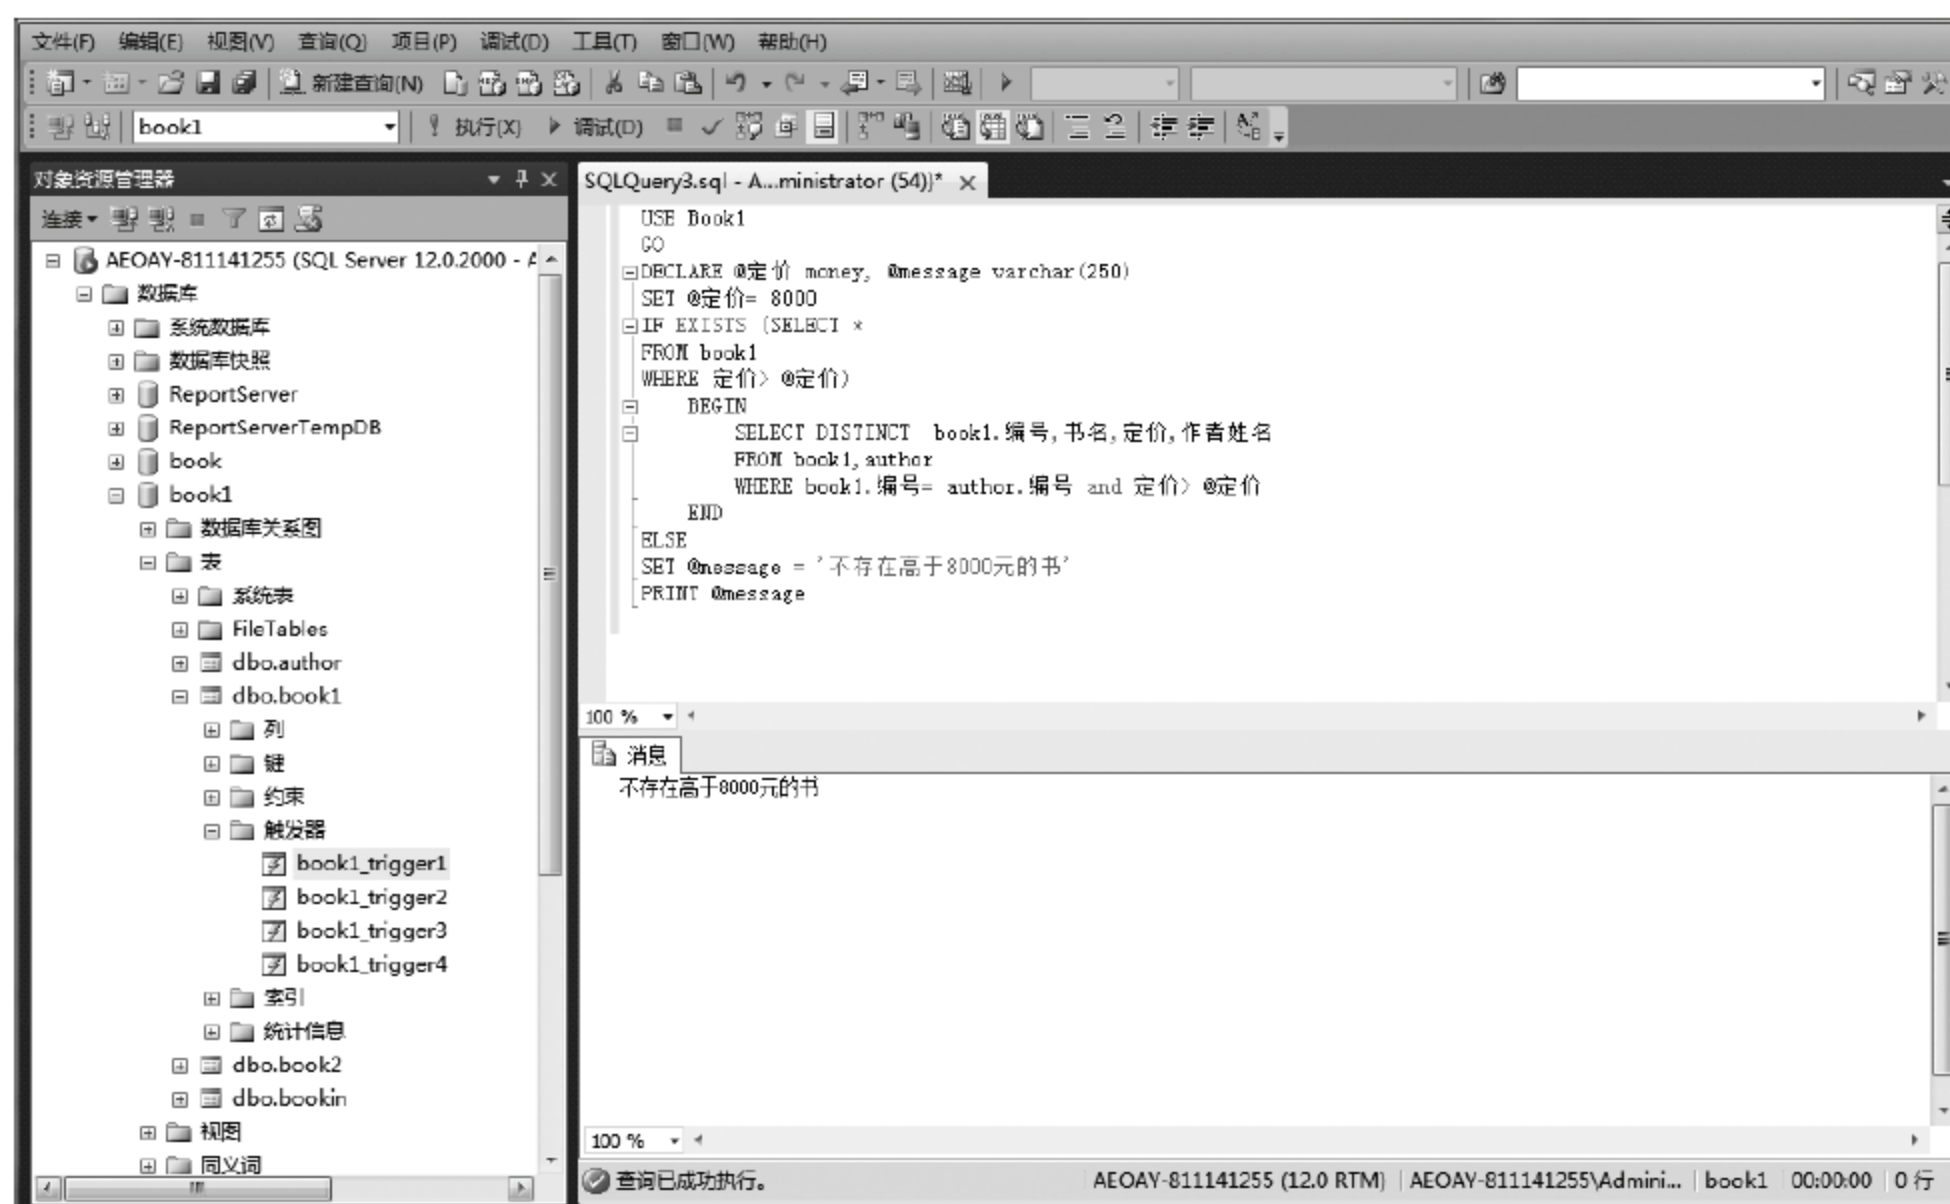 文件(F) 编辑(E) 视图(V) 查询(Q) 项目(P) 调试(D) 工具(T) 窗口(W) 帮助(H)
新建查询(N)
book1 执行(X) 调试(D)
对象资源管理器
连接
AEOAY-811141255 (SQL Server 12.0.2000 - A
数据库
系统数据库
数据库快照
ReportServer
ReportServerTempDB
book
book1
数据库关系图
表
系统表
FileTables
dbo.author
dbo.book1
列
键
约束
触发器
book1_trigger1
book1_trigger2
book1_trigger3
book1_trigger4
索引
统计信息
dbo.book2
dbo.bookin
视图
同义词
SQLQuery3.sql - A...ministrator (54))*
USE Book1
GO
DECLARE @定价 money, @message varchar(250)
SET @定价= 8000
IF EXISTS (SELECT *
FROM book1
WHERE 定价> @定价)
BEGIN
SELECT DISTINCT book1.编号,书名,定价,作者姓名
FROM book1,author
WHERE book1.编号= author.编号 and 定价> @定价
END
ELSE
SET @message = '不存在高于8000元的书'
PRINT @message
100 %
消息
不存在高于8000元的书
100 %
查询已成功执行。 AEOAY-811141255 (12.0 RTM) AEOAY-811141255\Admini... book1 00:00:00 0 行